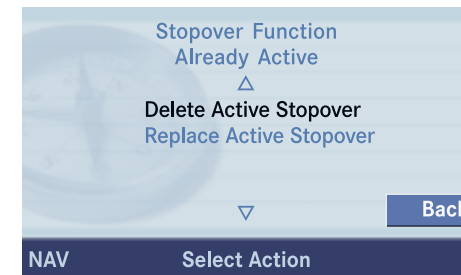 Stopover Function
Already Active
Delete Active Stopover
Replace Active Stopover
NAV Select Action